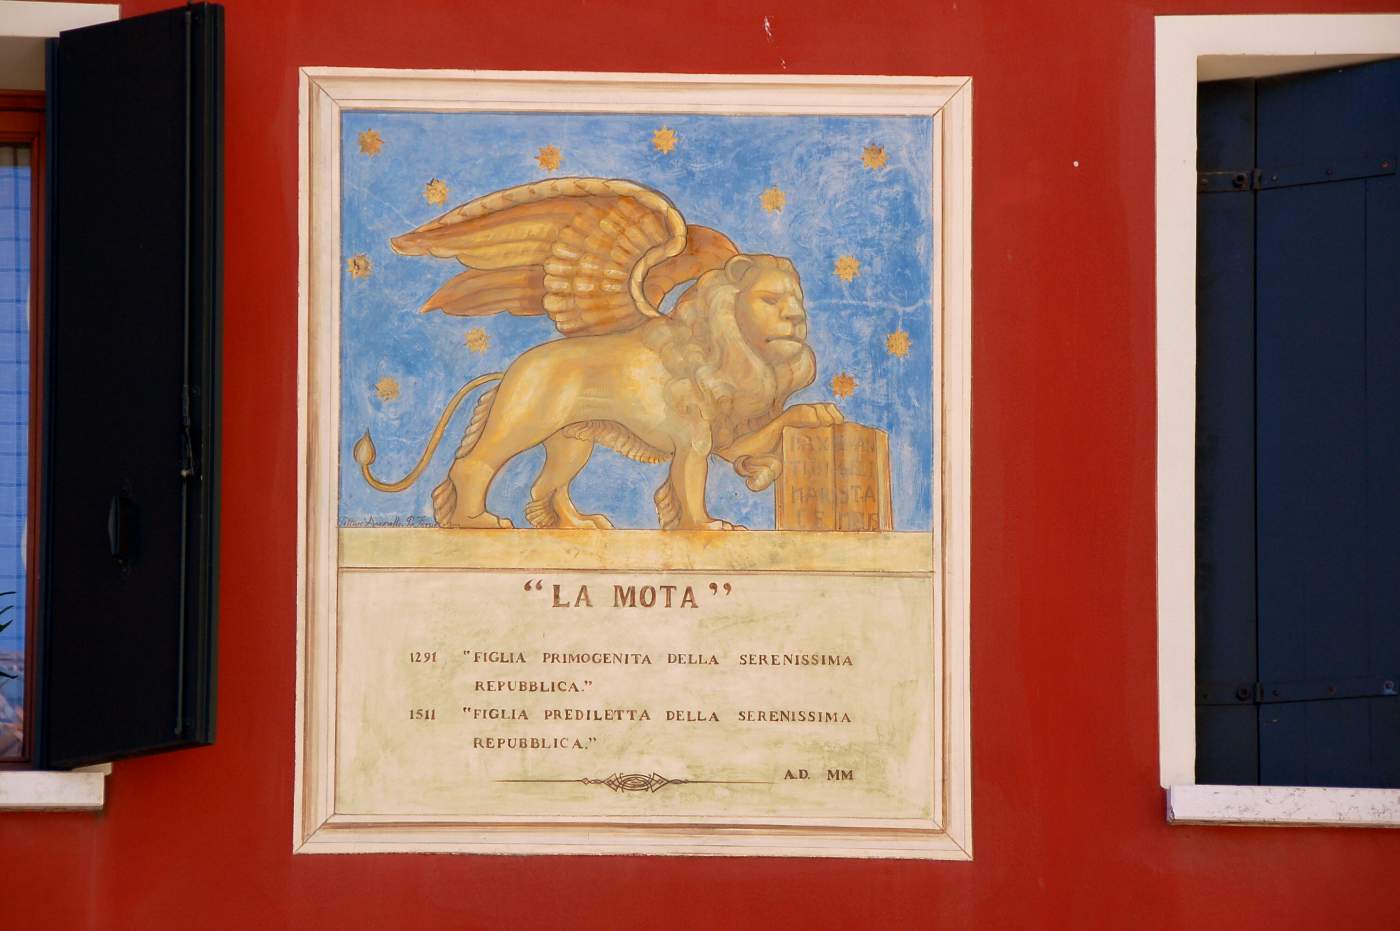 “LA MOTA”
1291 “FIGLIA PRIMOGENITA DELLA SERENISSIMA
REPUBBLICA.”
1511 “FIGLIA PREDILETTA DELLA SERENISSIMA
REPUBBLICA.”
A.D. MM